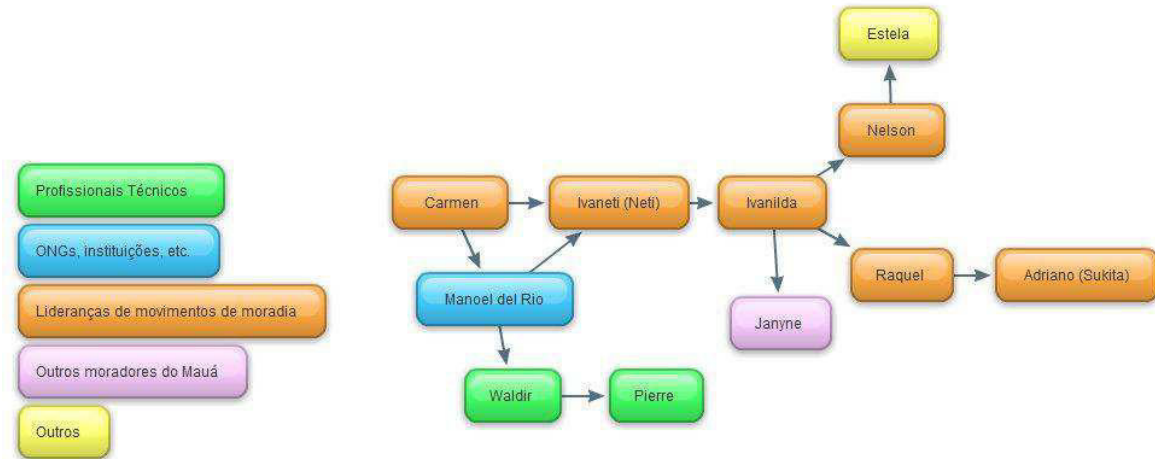 Profissionais Técnicos
ONGs, instituições, etc.
Lideranças de movimentos de moradia
Outros moradores do Mauá
Outros
Estela
Nelson
Carmen
Ivaneti (Neti)
Ivanilda
Manoel del Rio
Raquel
Adriano (Sukita)
Janyne
Waldir
Pierre